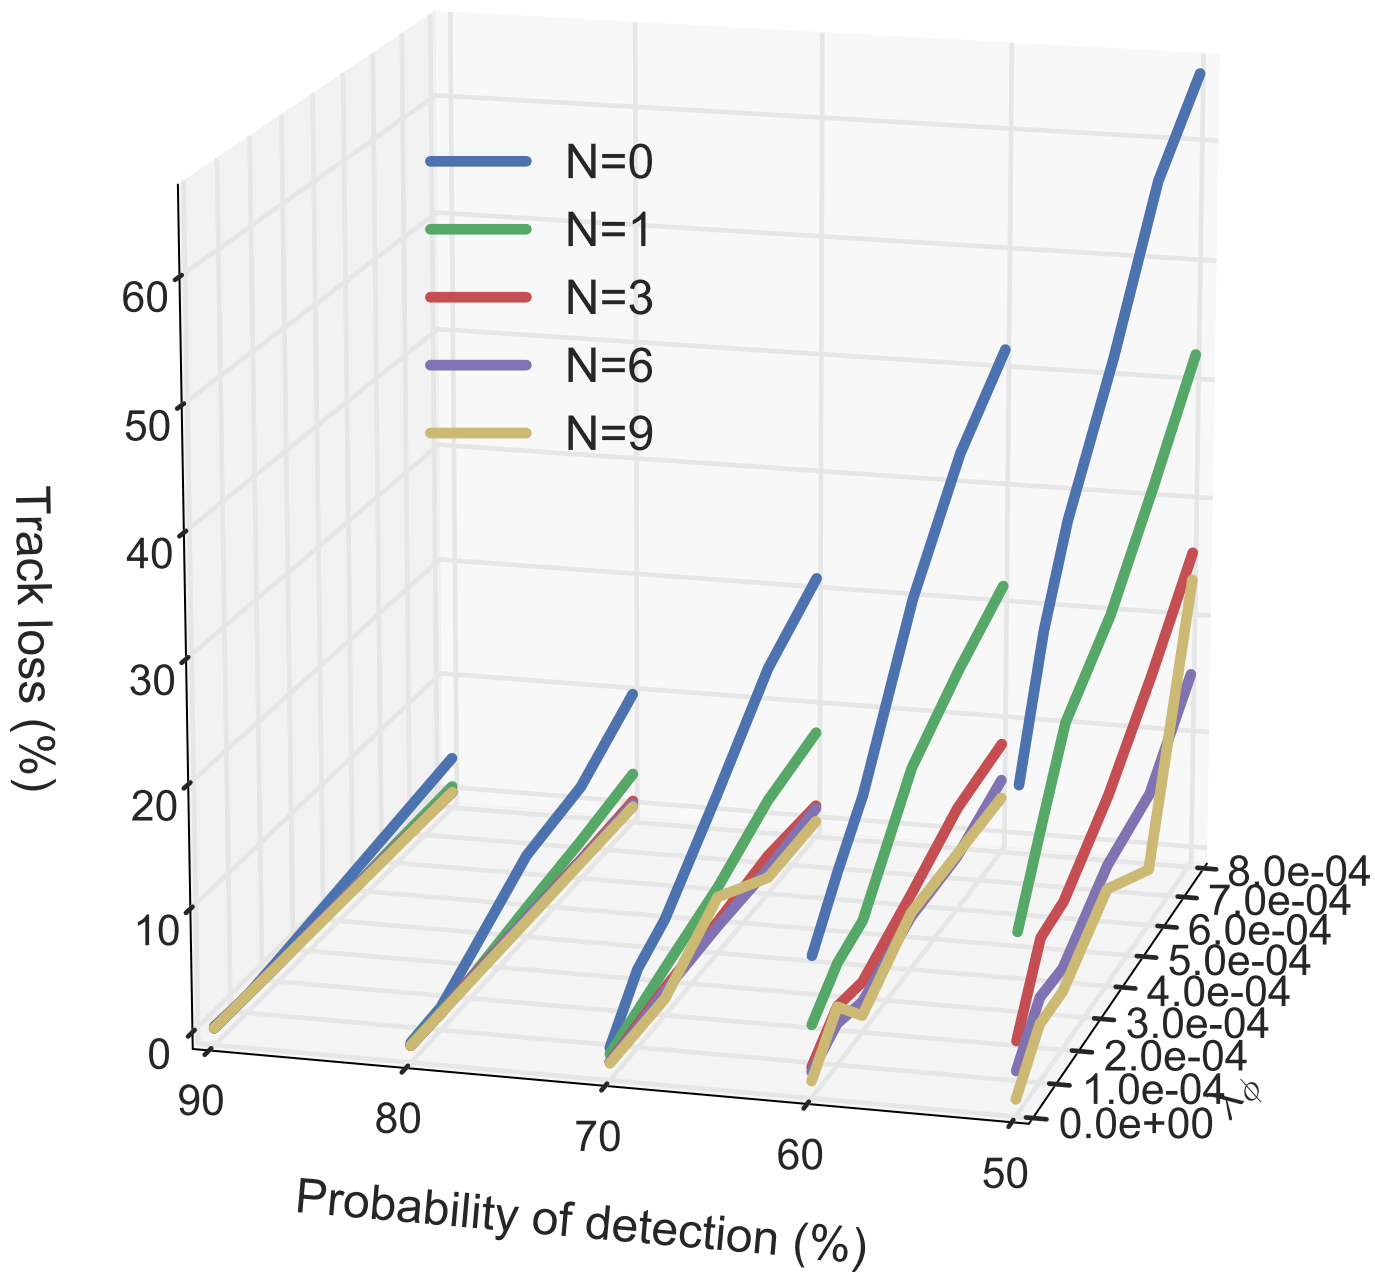 N=0
N=1
N=3
N=6
N=9
60
50
40
30
20
10
0
Track loss (%)
90
80
70
60
50
Probability of detection (%)
8.0e-04
7.0e-04
6.0e-04
5.0e-04
4.0e-04
3.0e-04
2.0e-04
1.0e-04
0.0e+00
λ𝜙